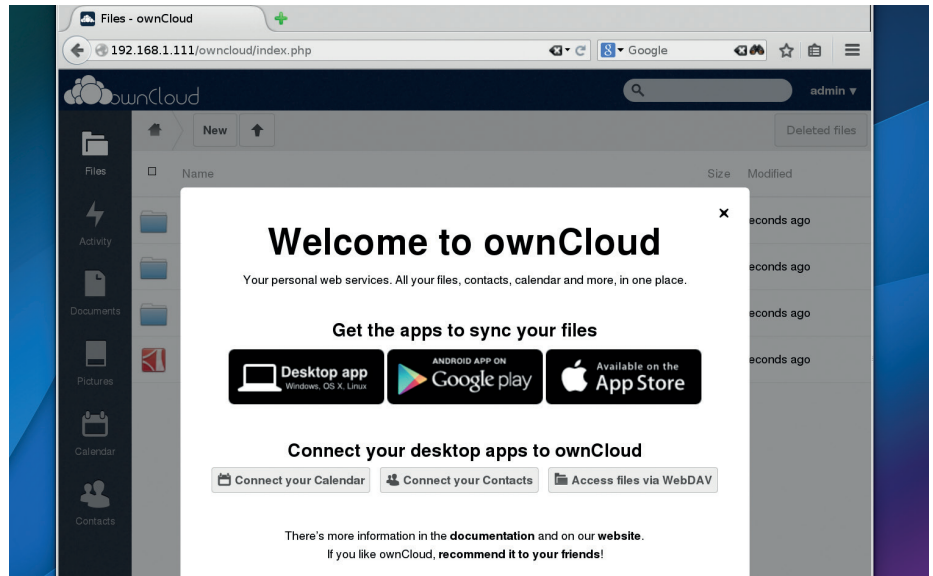 Files - ownCloud
192.168.1.111/owncloud/index.php
Google
ownCloud
admin
New
Deleted files
Files
Name
Size
Modified
Activity
econds ago
econds ago
Documents
econds ago
Pictures
econds ago
Calendar
Contacts
Welcome to ownCloud
Your personal web services. All your files, contacts, calendar and more, in one place.
Get the apps to sync your files
Desktop app
Windows, OS X, Linux
ANDROID APP ON
Google play
Available on the
App Store
Connect your desktop apps to ownCloud
Connect your Calendar
Connect your Contacts
Access files via WebDAV
There's more information in the documentation and on our website.
If you like ownCloud, recommend it to your friends!